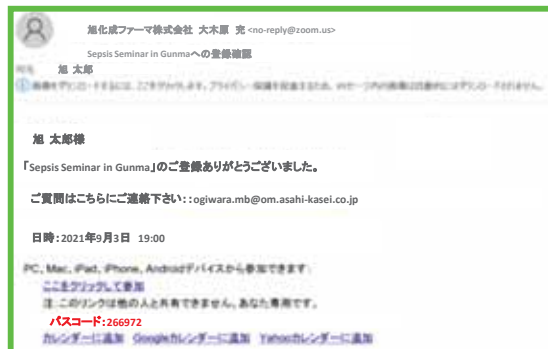 旭化成ファーマ株式会社 大木原 充 <no-reply@zoom.us>
Sepsis Seminar in Gunmaへの登録確認
旭 太郎
旭 太郎様
「Sepsis Seminar in Gunma」のご登録ありがとうございました。
ご質問はこちらにご連絡下さい::ogiwara.mb@om.asahi-kasei.co.jp
日時:2021年9月3日 19:00
PC, Mac, iPad, iPhone, Androidデバイスから参加できます:
ここをクリックして参加
注:このリンクは他の人と共有できません。あなた専用です。
パスコード:266972
カレンダーに追加 Googleカレンダーに追加 Yahooカレンダーに追加